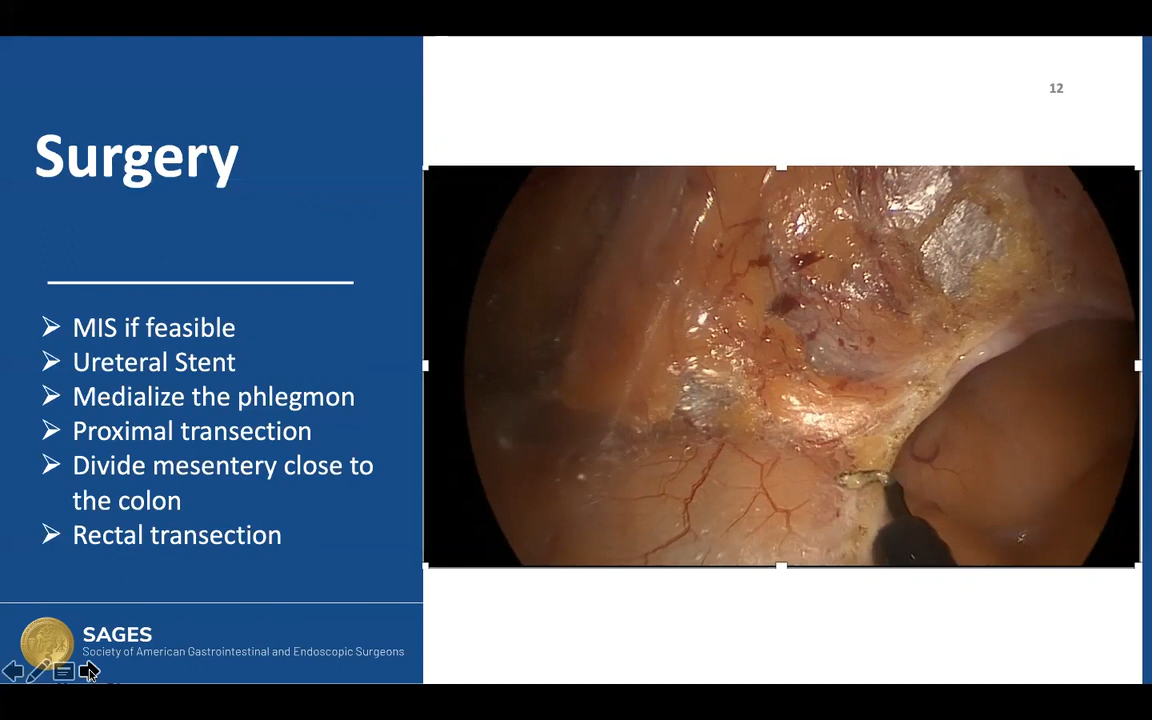 12
Surgery
MIS if feasible
Ureteral Stent
Medialize the phlegmon
Proximal transection
Divide mesentery close to
the colon
Rectal transection
SAGES
Society of American Gastrointestinal and Endoscopic Surgeons